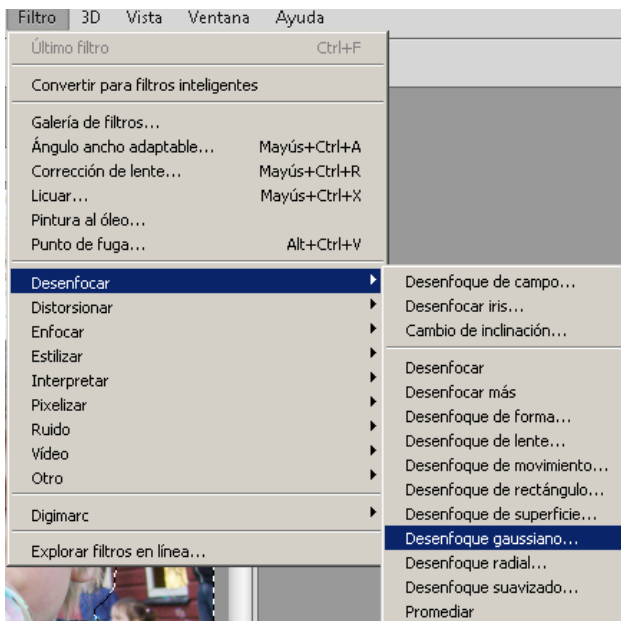 Filtro 3D Vista Ventana Ayuda
Último filtro Ctrl+F
Convertir para filtros inteligentes
Galería de filtros...
Ángulo ancho adaptable... Mayús+Ctrl+A
Corrección de lente... Mayús+Ctrl+R
Licuar... Mayús+Ctrl+X
Pintura al óleo...
Punto de fuga... Alt+Ctrl+V
Desenfocar
Distorsionar
Enfocar
Estilizar
Interpretar
Pixelizar
Ruido
Vídeo
Otro
Digimarc
Explorar filtros en línea...
Desenfoque de campo...
Desenfocar iris...
Cambio de inclinación...
Desenfocar
Desenfocar más
Desenfoque de forma...
Desenfoque de lente...
Desenfoque de movimiento...
Desenfoque de rectángulo...
Desenfoque de superficie...
Desenfoque gaussiano...
Desenfoque radial...
Desenfoque suavizado...
Promediar